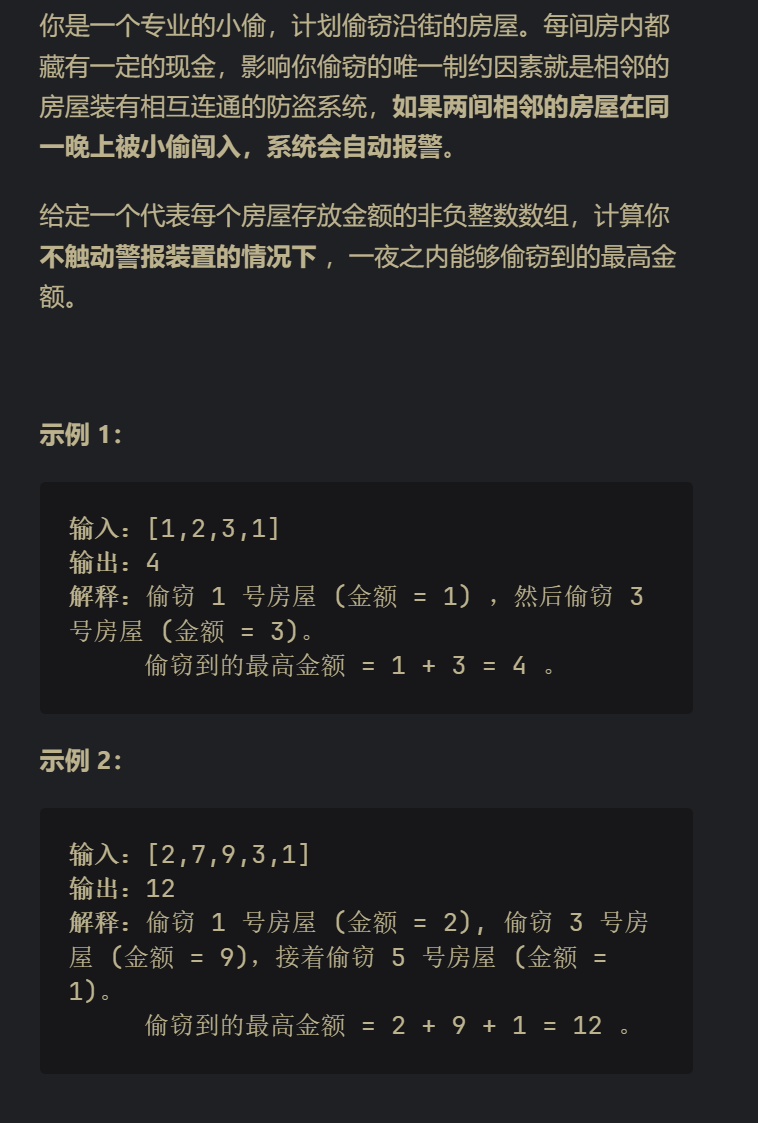 你是一个专业的小偷，计划偷窃沿街的房屋。每间房内都
藏有一定的现金，影响你偷窃的唯一制约因素就是相邻的
房屋装有相互连通的防盗系统，如果两间相邻的房屋在同
一晚上被小偷闯入，系统会自动报警。
给定一个代表每个房屋存放金额的非负整数数组，计算你
不触动警报装置的情况下 ，一夜之内能够偷窃到的最高金
额。
示例 1：
输入：[1,2,3,1]
输出：4
解释：偷窃 1 号房屋 (金额 = 1) ，然后偷窃 3
号房屋 (金额 = 3)。
偷窃到的最高金额 = 1 + 3 = 4 。
示例 2：
输入：[2,7,9,3,1]
输出：12
解释：偷窃 1 号房屋 (金额 = 2), 偷窃 3 号房
屋 (金额 = 9)，接着偷窃 5 号房屋 (金额 =
1)。
偷窃到的最高金额 = 2 + 9 + 1 = 12 。